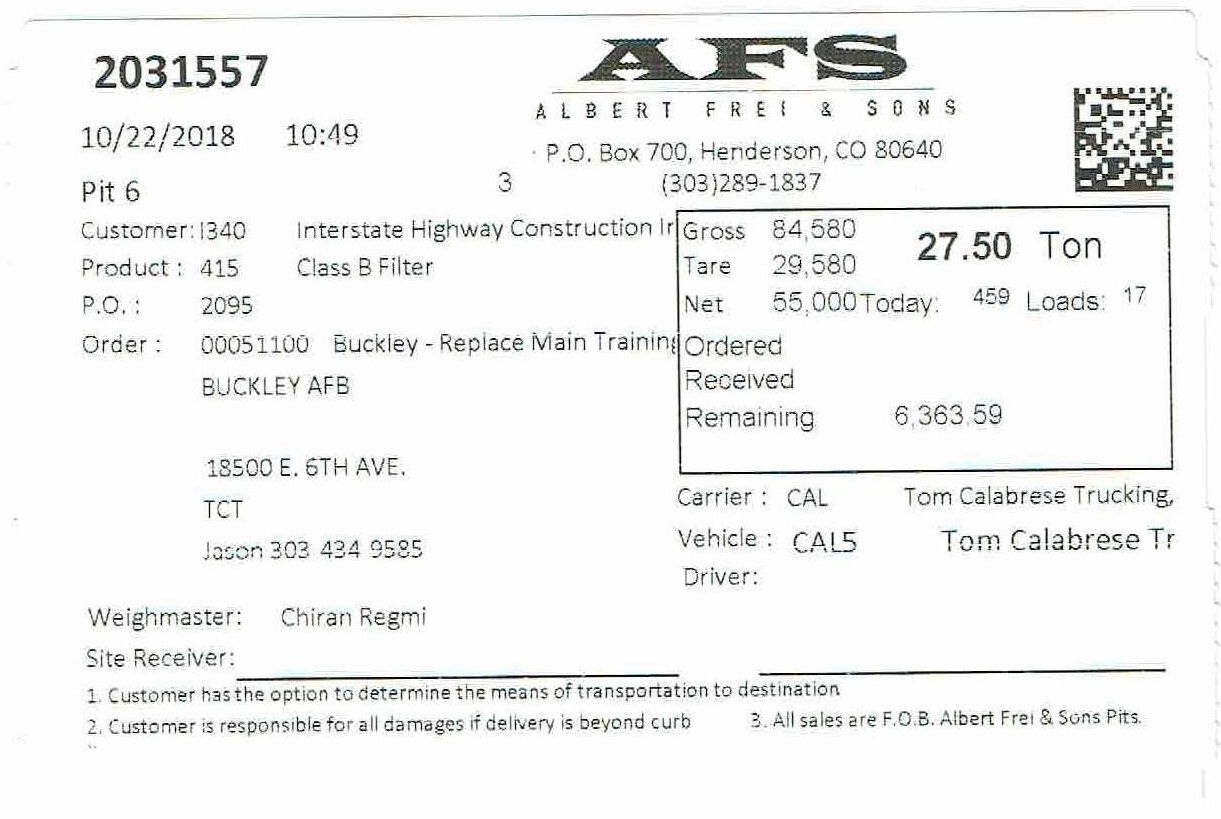 2031557
AFS
ALBERT FREI & SONS
10/22/2018 10:49
P.O. Box 700, Henderson, CO 80640
Pit 6 3 (303)289-1837
Customer: I340 Interstate Highway Construction Ir
Product : 415 Class B Filter
P.O. : 2095
Order : 00051100 Buckley - Replace Main Training
BUCKLEY AFB
18500 E. 6TH AVE.
TCT
Jason 303 434 9585
Gross 84,580 27.50 Ton
Tare 29,580
Net 55,000 Today: 459 Loads: 17
Ordered
Received
Remaining 6,363.59
Carrier : CAL Tom Calabrese Trucking,
Vehicle : CAL5 Tom Calabrese Tr
Driver:
Weighmaster: Chiran Regmi
Site Receiver:
1. Customer has the option to determine the means of transportation to destination
2. Customer is responsible for all damages if delivery is beyond curb 3. All sales are F.O.B. Albert Frei & Sons Pits.